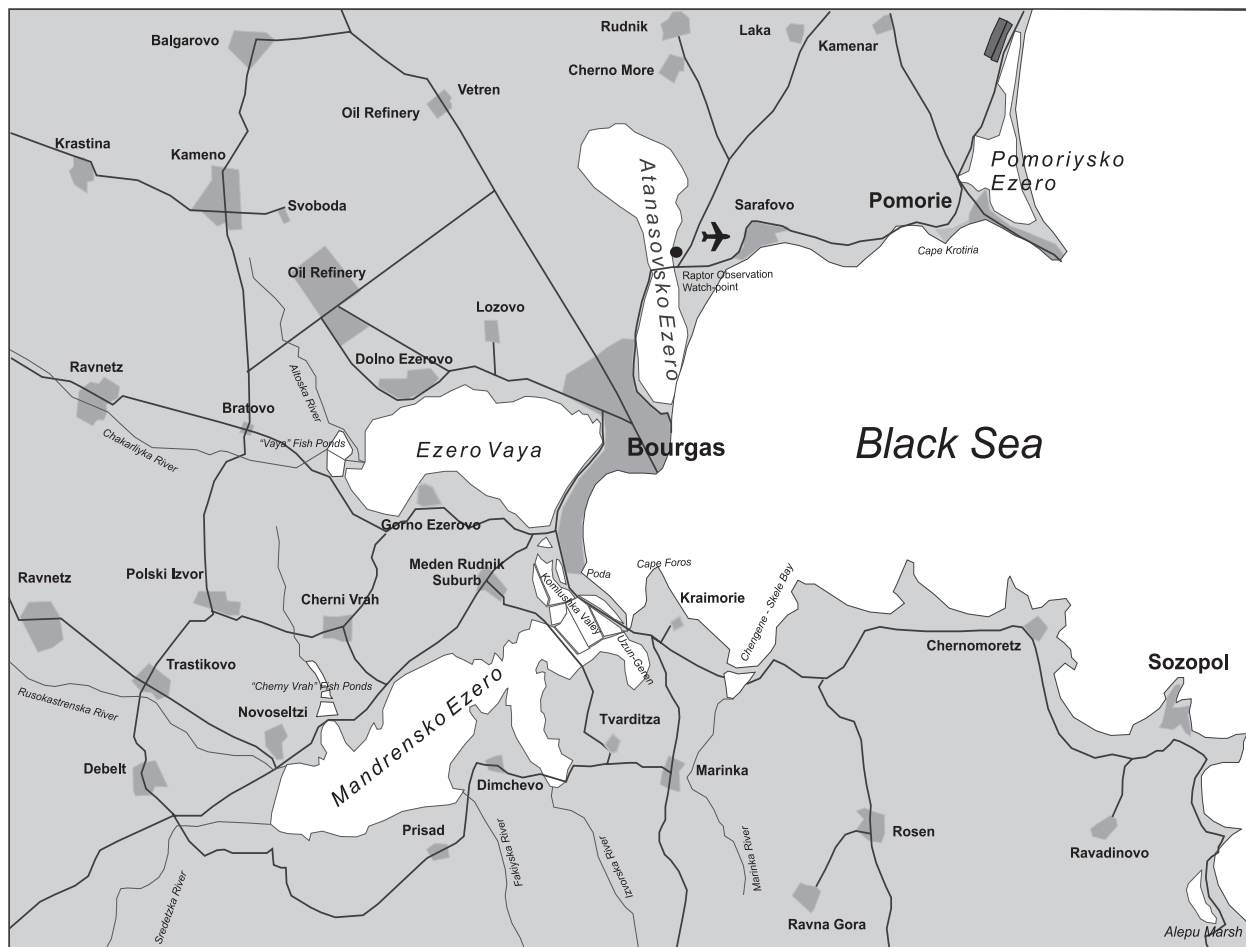 Rudnik
Laka
Kamenar
Balgarovo
Cherno More
Vetren
Oil Refinery
Krastina
Kameno
Pomoriysko
Ezero
Atanasovsko Ezero
Svoboda
Sarafovo
Pomorie
Cape Krotiria
Oil Refinery
Raptor Observation
Watch-point
Lozovo
Dolno Ezerovo
Ravnetz
Aitoska River
Bratovo
Chakarliyka River
"Vaya" Fish Ponds
Ezero Vaya
Bourgas
Black Sea
Gorno Ezerovo
Meden Rudnik
Suburb
Poda
Cape Foros
Komlushka Valey
Kraimorie
Chengene - Skele Bay
Uzun-Geren
Ravnetz
Polski Izvor
Cherni Vrah
Chernomoretz
Sozopol
Trastikovo
"Cherny Vrah" Fish Ponds
Rusokastrenska River
Novoseltzi
Mandrensko Ezero
Tvarditza
Debelt
Dimchevo
Marinka
Prisad
Fakiyska River
Izvorska River
Marinka River
Rosen
Ravadinovo
Sredetzka River
Ravna Gora
Alepu Marsh